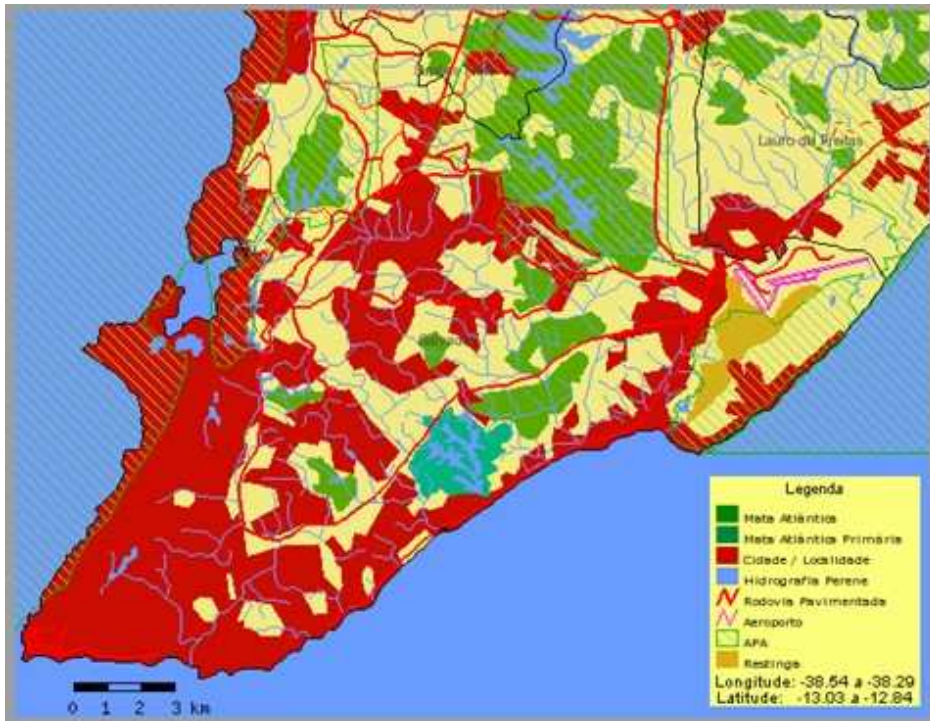 Lauro de Freitas
Legenda
Mata Atlântica
Mata Atlântica Primária
Cidade / Localidade
Hidrografia Perene
Rodovia Pavimentada
Aeroporto
APA
Restinga
Longitude: -38.54 a -38.29
Latitude: -13.03 a -12.84
0 1 2 3 km